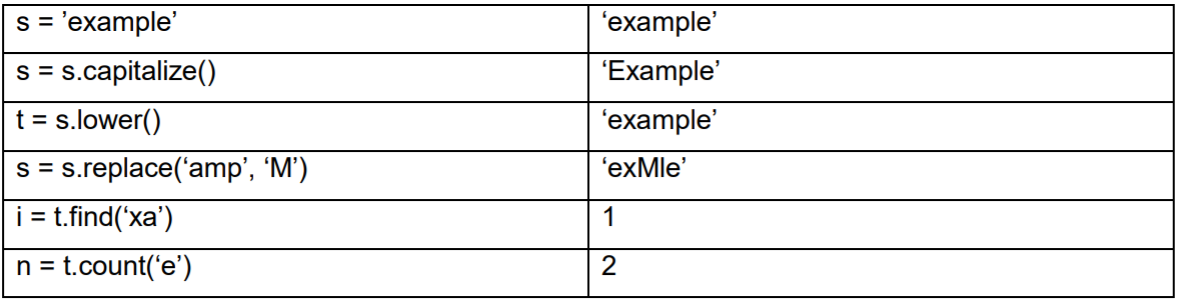 s = ’example’ ‘example’
s = s.capitalize() ‘Example’
t = s.lower() ‘example’
s = s.replace(‘amp’, ‘M’) ‘exMle’
i = t.find(‘xa’) 1
n = t.count(‘e’) 2